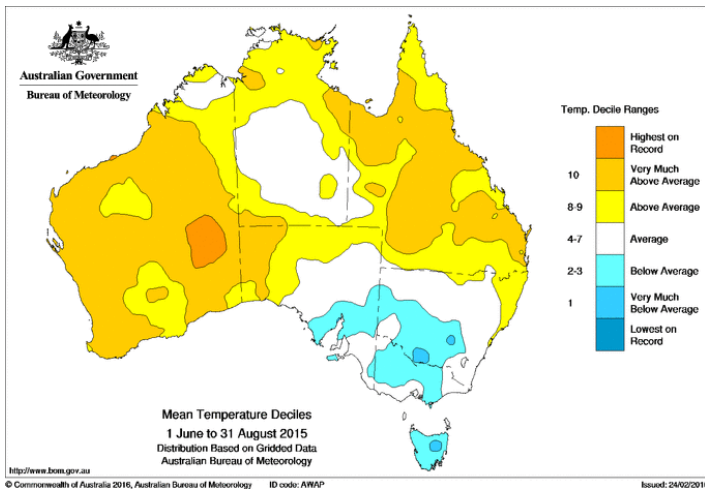 Australian Government
Bureau of Meteorology
Temp. Decile Ranges
Highest on
Record
10
Very Much
Above Average
8-9
Above Average
4-7
Average
2-3
Below Average
1
Very Much
Below Average
Lowest on
Record
Mean Temperature Deciles
1 June to 31 August 2015
Distribution Based on Gridded Data
Australian Bureau of Meteorology
http://www.bom.gov.au
© Commonwealth of Australia 2016, Australian Bureau of Meteorology
ID code: AWAP
Issued: 24/02/2016